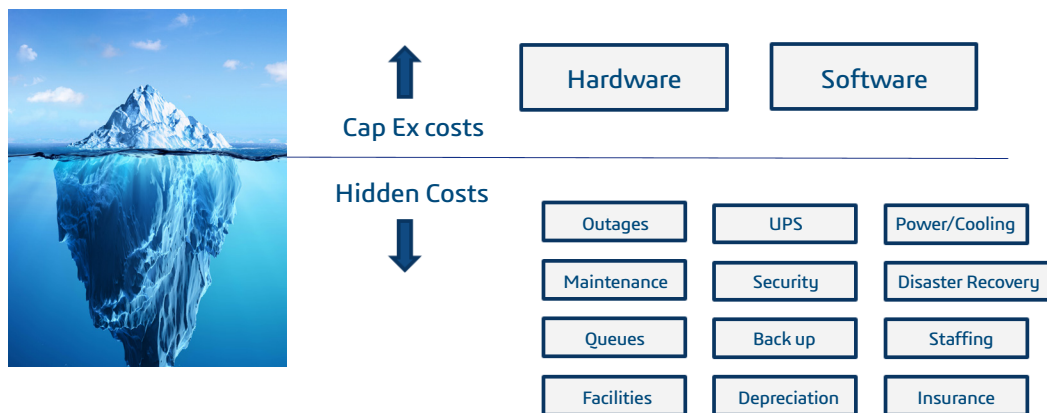 Hardware
Software
Cap Ex costs
Hidden Costs
Outages
UPS
Power/Cooling
Maintenance
Security
Disaster Recovery
Queues
Back up
Staffing
Facilities
Depreciation
Insurance